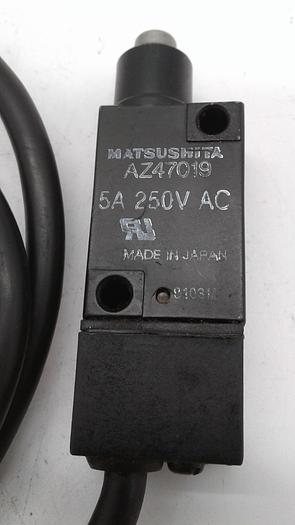 MATSUSHITA
AZ47019
5A 250V AC
MADE IN JAPAN